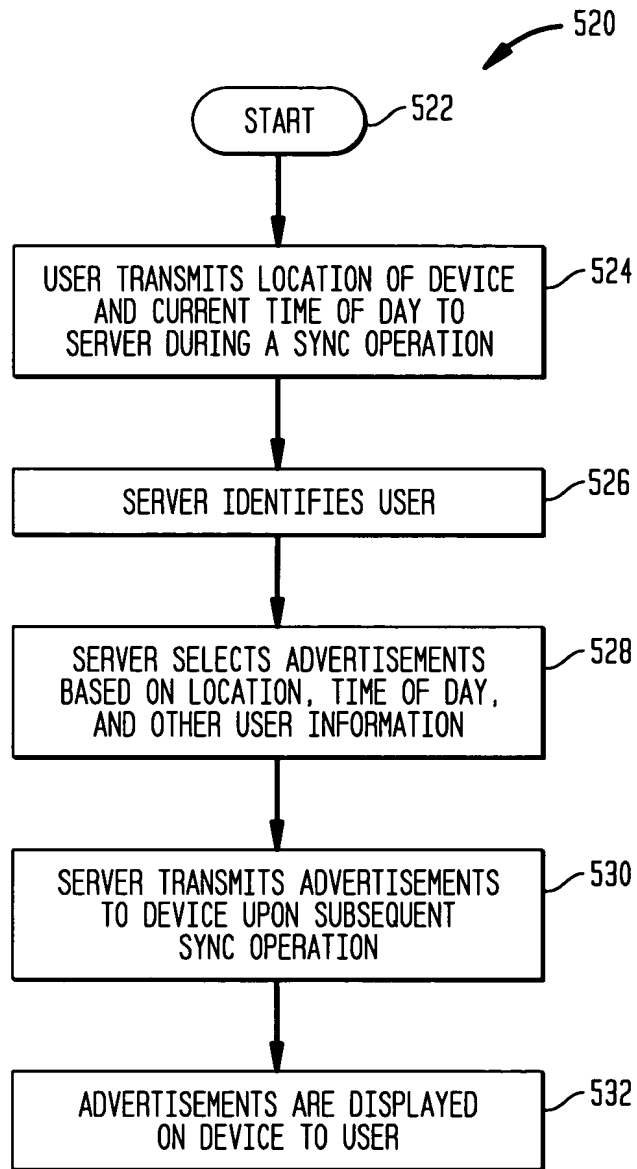 520
START
522
USER TRANSMITS LOCATION OF DEVICE
AND CURRENT TIME OF DAY TO
SERVER DURING A SYNC OPERATION
524
SERVER IDENTIFIES USER
526
SERVER SELECTS ADVERTISEMENTS
BASED ON LOCATION, TIME OF DAY,
AND OTHER USER INFORMATION
528
SERVER TRANSMITS ADVERTISEMENTS
TO DEVICE UPON SUBSEQUENT
SYNC OPERATION
530
ADVERTISEMENTS ARE DISPLAYED
ON DEVICE TO USER
532